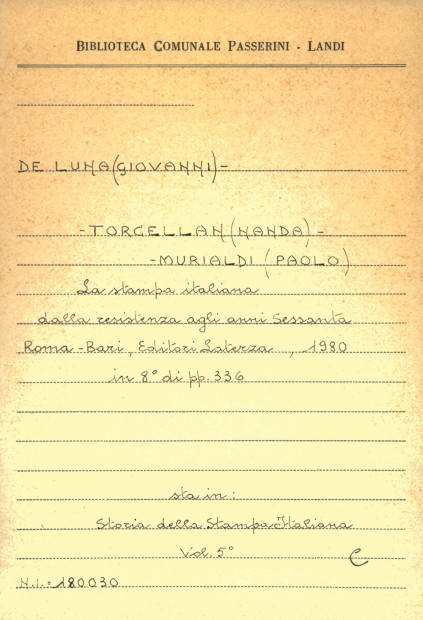 BIBLIOTECA COMUNALE PASSERINI - LANDI
DE LUNA (GIOVANNI) -
- TORCELLAN (NANDA) -
- MURIALDI (PAOLO)
La stampa italiana
dalla resistenza agli anni Sessanta
Roma - Bari, Editori Laterza, 1980
in 8° di pp. 336
sta in:
Storia della Stampa Italiana
Vol. 5°
C
N.I. = 180030